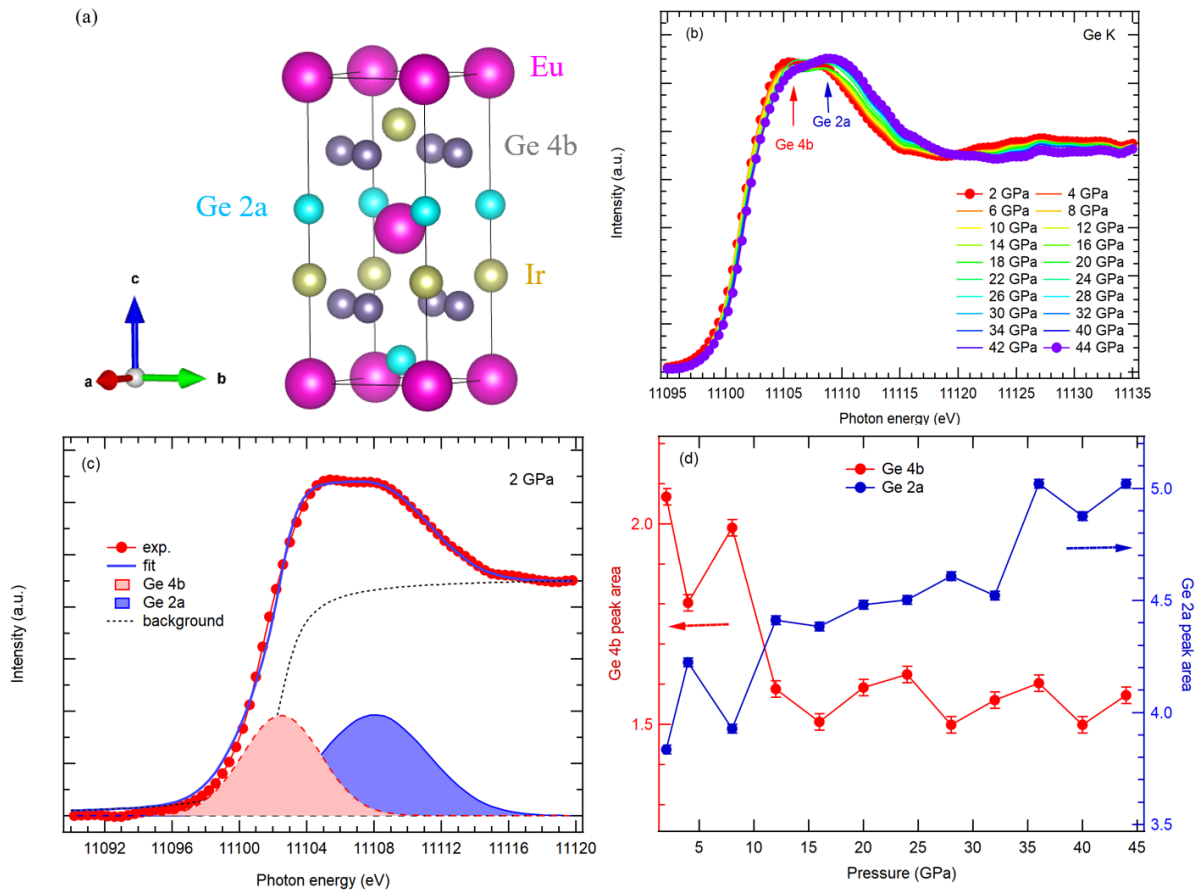 (a)
Eu
Ge 4b
Ge 2a
Ir
c
a
b
(b)
Ge K
Ge 4b
Ge 2a
Intensity (a.u.)
2 GPa 4 GPa
6 GPa 8 GPa
10 GPa 12 GPa
14 GPa 16 GPa
18 GPa 20 GPa
22 GPa 24 GPa
26 GPa 28 GPa
30 GPa 32 GPa
34 GPa 40 GPa
42 GPa 44 GPa
11095 11100 11105 11110 11115 11120 11125 11130 11135
Photon energy (eV)
(c)
2 GPa
exp.
fit
Ge 4b
Ge 2a
background
Intensity (a.u.)
11092 11096 11100 11104 11108 11112 11116 11120
Photon energy (eV)
(d)
Ge 4b
Ge 2a
Ge 4b peak area
2.0
1.5
Ge 2a peak area
5.0
4.5
4.0
3.5
5 10 15 20 25 30 35 40 45
Pressure (GPa)